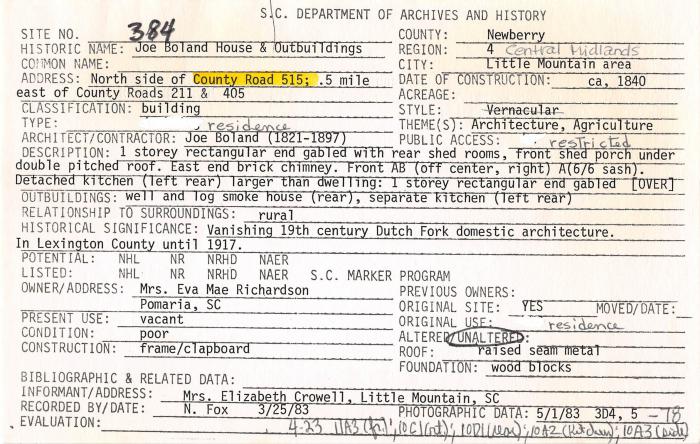 S.C. DEPARTMENT OF ARCHIVES AND HISTORY
SITE NO. 384
COUNTY: Newberry
HISTORIC NAME: Joe Boland House & Outbuildings
REGION: 4 Central Midlands
COMMON NAME:
CITY: Little Mountain area
ADDRESS: North side of County Road 515; .5 mile
DATE OF CONSTRUCTION: ca, 1840
east of County Roads 211 & 405
ACREAGE:
CLASSIFICATION: building
STYLE: Vernacular
TYPE: residence
THEME(S): Architecture, Agriculture
ARCHITECT/CONTRACTOR: Joe Boland (1821-1897)
PUBLIC ACCESS: restricted
DESCRIPTION: 1 storey rectangular end gabled with rear shed rooms, front shed porch under
double pitched roof. East end brick chimney. Front AB (off center, right) A(6/6 sash).
Detached kitchen (left rear) larger than dwelling: 1 storey rectangular end gabled [OVER]
OUTBUILDINGS: well and log smoke house (rear), separate kitchen (left rear)
RELATIONSHIP TO SURROUNDINGS: rural
HISTORICAL SIGNIFICANCE: Vanishing 19th century Dutch Fork domestic architecture.
In Lexington County until 1917.
POTENTIAL: NHL NR NRHD NAER
LISTED: NHL NR NRHD NAER S.C. MARKER PROGRAM
OWNER/ADDRESS: Mrs. Eva Mae Richardson
Pomaria, SC
PREVIOUS OWNERS:
ORIGINAL SITE: YES MOVED/DATE:
PRESENT USE: vacant
ORIGINAL USE: residence
CONDITION: poor
ALTERED/UNALTERED:
CONSTRUCTION: frame/clapboard
ROOF: raised seam metal
FOUNDATION: wood blocks
BIBLIOGRAPHIC & RELATED DATA:
INFORMANT/ADDRESS: Mrs. Elizabeth Crowell, Little Mountain, SC
RECORDED BY/DATE: N. Fox 3/25/83
PHOTOGRAPHIC DATA: 5/1/83 3D4, 5 - 78
EVALUATION: 4-23 10D1 (rear); 10A2 (kitchen); 10A3 (side)